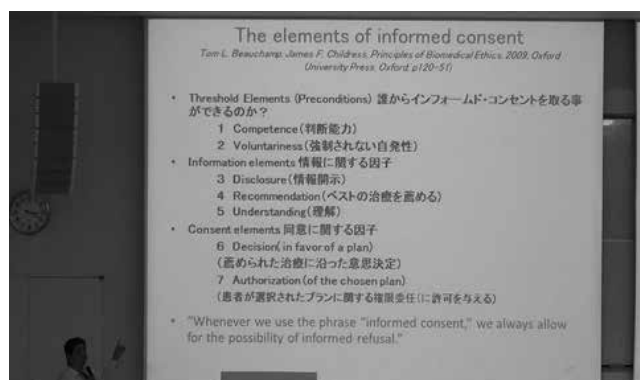 The elements of informed consent
Tom L. Beauchamp, James F. Childress, Principles of Biomedical Ethics. 2009, Oxford
University Press. Oxford. p120-51)
• Threshold Elements (Preconditions) 誰からインフォームド・コンセントを取る事
ができるのか？
1 Competence(判断能力)
2 Voluntariness(強制されない自発性)
• Information elements 情報に関する因子
3 Disclosure(情報開示)
4 Recommendation(ベストの治療を薦める)
5 Understanding(理解)
• Consent elements 同意に関する因子
6 Decision(in favor of a plan)
(薦められた治療に沿った意思決定)
7 Authorization (of the chosen plan)
(患者が選択されたプランに関する権限委任(に許可を与える)
• "Whenever we use the phrase "informed consent," we always allow
for the possibility of informed refusal."